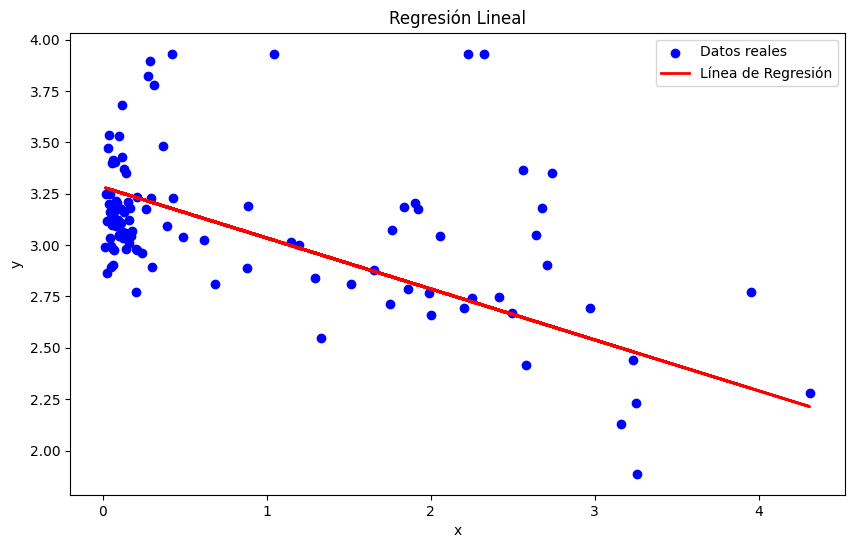 Regresión Lineal
Datos reales
Línea de Regresión
4.00
3.75
3.50
3.25
3.00
2.75
2.50
2.25
2.00
y
0 1 2 3 4
x